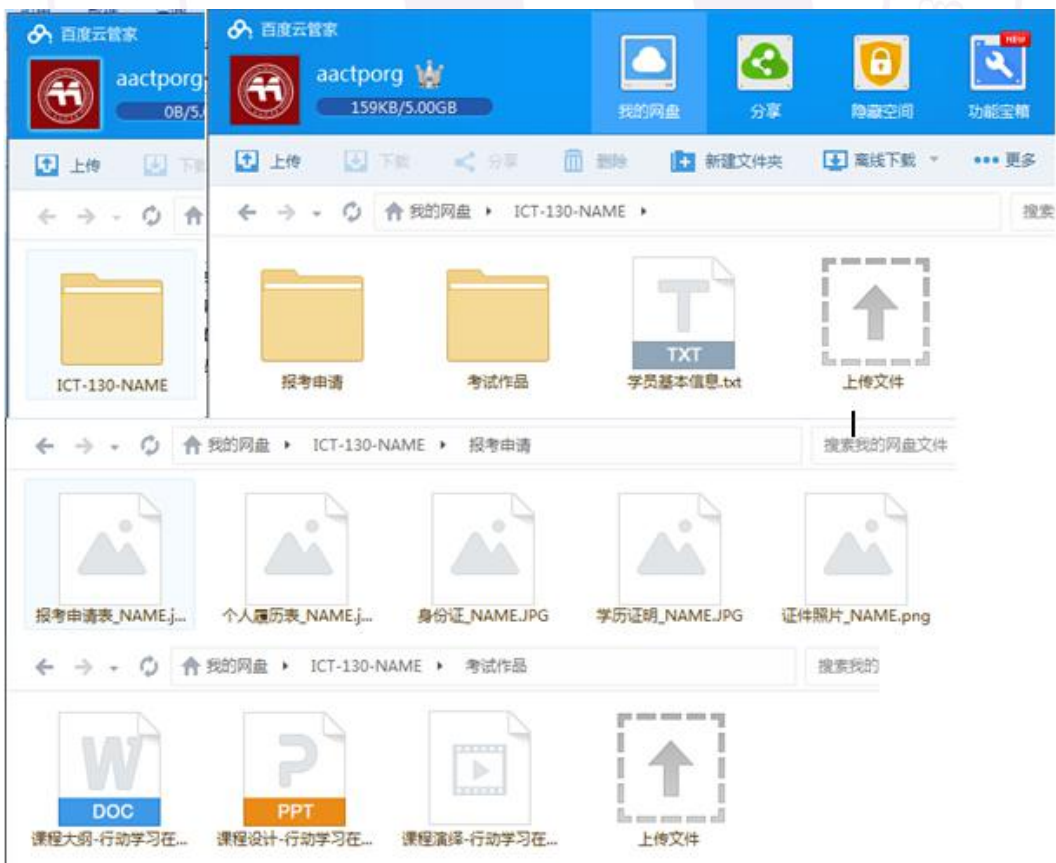 百度云管家
aactporg
0B/5.
上传
ICT-130-NAME
百度云管家
aactporg
159KB/5.00GB
我的网盘
分享
隐藏空间
NEW
功能宝箱
上传
下载
分享
删除
新建文件夹
离线下载
更多
我的网盘 ICT-130-NAME
搜索
报考申请
考试作品
TXT
学员基本信息.txt
上传文件
我的网盘 ICT-130-NAME 报考申请
搜索我的网盘文件
报考申请表_NAME.j...
个人履历表_NAME.j...
身份证_NAME.JPG
学历证明_NAME.JPG
证件照片_NAME.png
我的网盘 ICT-130-NAME 考试作品
搜索我的
DOC
课程大纲-行动学习在...
PPT
课程设计-行动学习在...
课程演绎-行动学习在...
上传文件